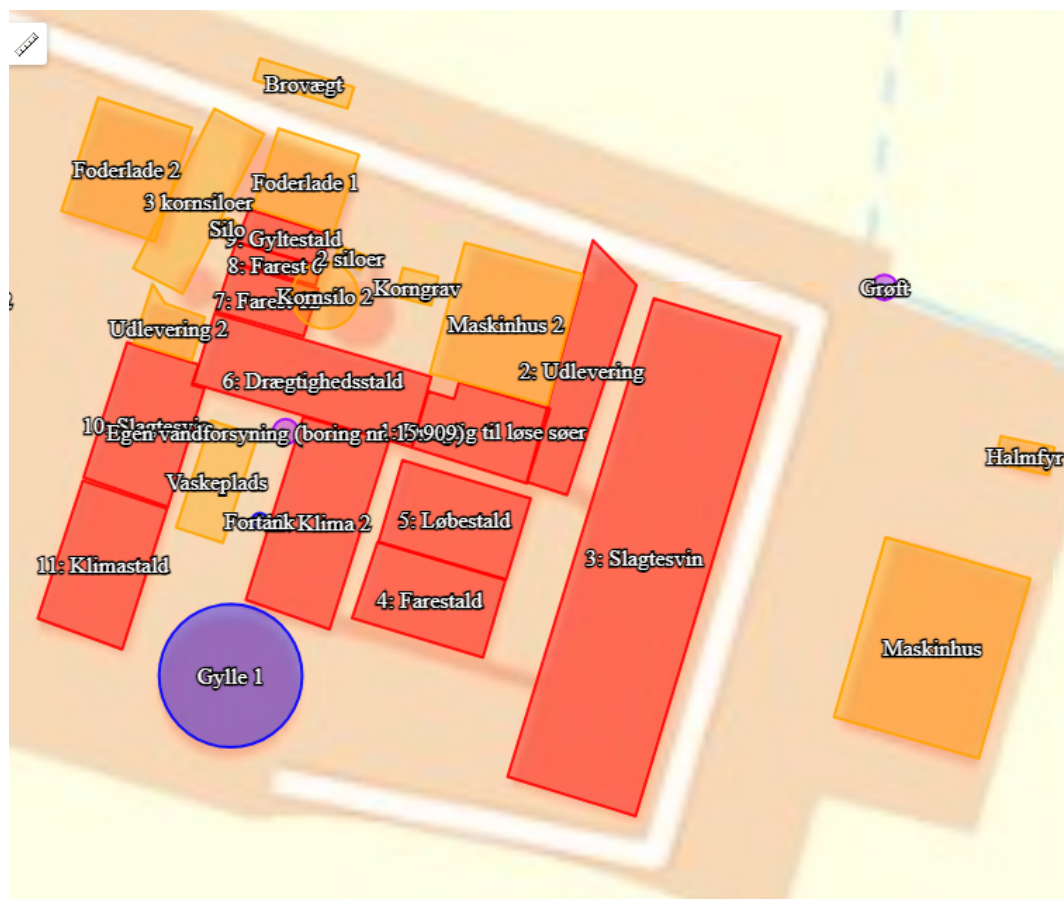 Brovægt
Foderlade 2
Foderlade 1
3 kornsiloer
Silo
9: Gyltestald
2 siloer
8: Farest
Korngrav
Grøft
7: Farest
Kornsilo 2
Udlevering 2
Maskinhus 2
2: Udlevering
6: Drægtighedsstald
10: Slagtesvin
Egen vandforsyning (boring nr. 15.909)
til løse søer
Halmfyr
Vaskeplads
Fortank
Klima 2
5: Løbestald
3: Slagtesvin
11: Klimastald
4: Farestald
Maskinhus
Gylle 1